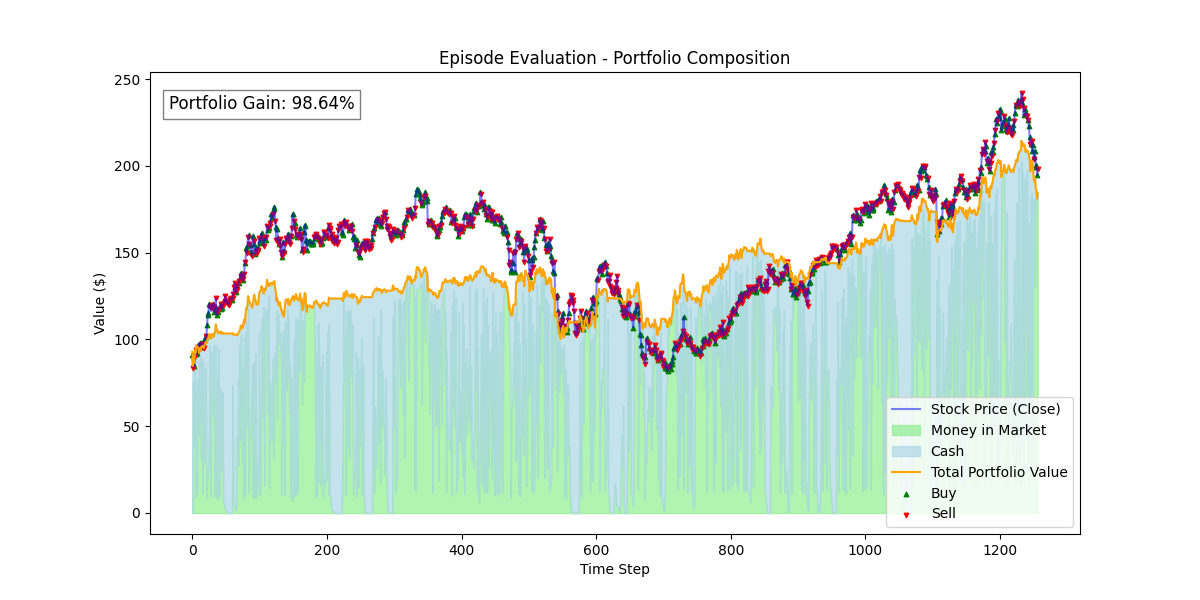 Episode Evaluation - Portfolio Composition
Portfolio Gain: 98.64%
Value ($)
250
200
150
100
50
0
0 200 400 600 800 1000 1200
Time Step
Stock Price (Close)
Money in Market
Cash
Total Portfolio Value
Buy
Sell